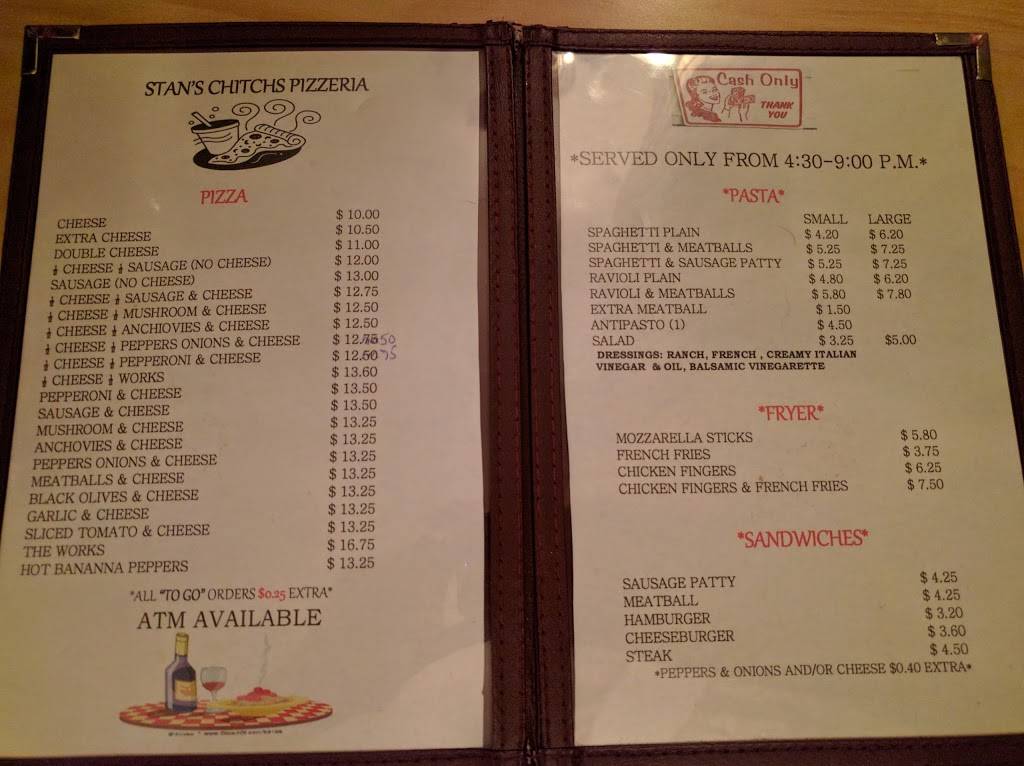 STAN'S CHITCHS PIZZERIA
PIZZA
CHEESE $ 10.00
EXTRA CHEESE $ 10.50
DOUBLE CHEESE $ 11.00
½ CHEESE ½ SAUSAGE (NO CHEESE) $ 12.00
SAUSAGE (NO CHEESE) $ 13.00
½ CHEESE ½ SAUSAGE & CHEESE $ 12.75
½ CHEESE ½ MUSHROOM & CHEESE $ 12.50
½ CHEESE ½ ANCHIOVIES & CHEESE $ 12.50
½ CHEESE ½ PEPPERS ONIONS & CHEESE $ 12.75
½ CHEESE ½ PEPPERONI & CHEESE $ 12.50
½ CHEESE ½ WORKS $ 13.60
PEPPERONI & CHEESE $ 13.50
SAUSAGE & CHEESE $ 13.50
MUSHROOM & CHEESE $ 13.25
ANCHOVIES & CHEESE $ 13.25
PEPPERS ONIONS & CHEESE $ 13.25
MEATBALLS & CHEESE $ 13.25
BLACK OLIVES & CHEESE $ 13.25
GARLIC & CHEESE $ 13.25
SLICED TOMATO & CHEESE $ 13.25
THE WORKS $ 16.75
HOT BANANNA PEPPERS $ 13.25
*ALL "TO GO" ORDERS $0.25 EXTRA*
ATM AVAILABLE
Cash Only
THANK
YOU
*SERVED ONLY FROM 4:30-9:00 P.M.*
*PASTA*
SMALL LARGE
SPAGHETTI PLAIN $ 4.20 $ 6.20
SPAGHETTI & MEATBALLS $ 5.25 $ 7.25
SPAGHETTI & SAUSAGE PATTY $ 5.25 $ 7.25
RAVIOLI PLAIN $ 4.80 $ 6.20
RAVIOLI & MEATBALLS $ 5.80 $ 7.80
EXTRA MEATBALL $ 1.50
ANTIPASTO (1) $ 4.50
SALAD $ 3.25 $5.00
DRESSINGS: RANCH, FRENCH , CREAMY ITALIAN
VINEGAR & OIL, BALSAMIC VINEGARETTE
*FRYER*
MOZZARELLA STICKS $ 5.80
FRENCH FRIES $ 3.75
CHICKEN FINGERS $ 6.25
CHICKEN FINGERS & FRENCH FRIES $ 7.50
*SANDWICHES*
SAUSAGE PATTY $ 4.25
MEATBALL $ 4.25
HAMBURGER $ 3.20
CHEESEBURGER $ 3.60
STEAK $ 4.50
*PEPPERS & ONIONS AND/OR CHEESE $0.40 EXTRA*